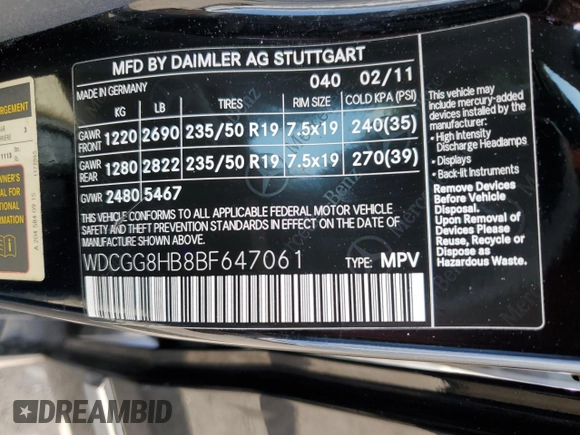 MFD BY DAIMLER AG STUTTGART
MADE IN GERMANY 040 02/11
KG LB TIRES RIM SIZE COLD KPA (PSI)
GAWR FRONT 1220 2690 235/50 R19 7.5x19 240(35)
GAWR REAR 1280 2822 235/50 R19 7.5x19 270(39)
GVWR 2480 5467
THIS VEHICLE CONFORMS TO ALL APPLICABLE FEDERAL MOTOR VEHICLE
SAFETY AND THEFT PREVENTION STANDARDS IN EFFECT ON THE DATE
OF MANUFACTURE SHOWN ABOVE.
WDCGG8HB8BF647061 TYPE: MPV
This vehicle may
include mercury-added
devices installed by the
manufacturer:
• High Intensity
Discharge Headlamps
• Displays
• Back-lit Instruments
Remove Devices
Before Vehicle
Disposal.
Upon Removal of
Devices Please
Reuse, Recycle or
Dispose as
Hazardous Waste.
3
A 204 584 09 15
DREAMBID